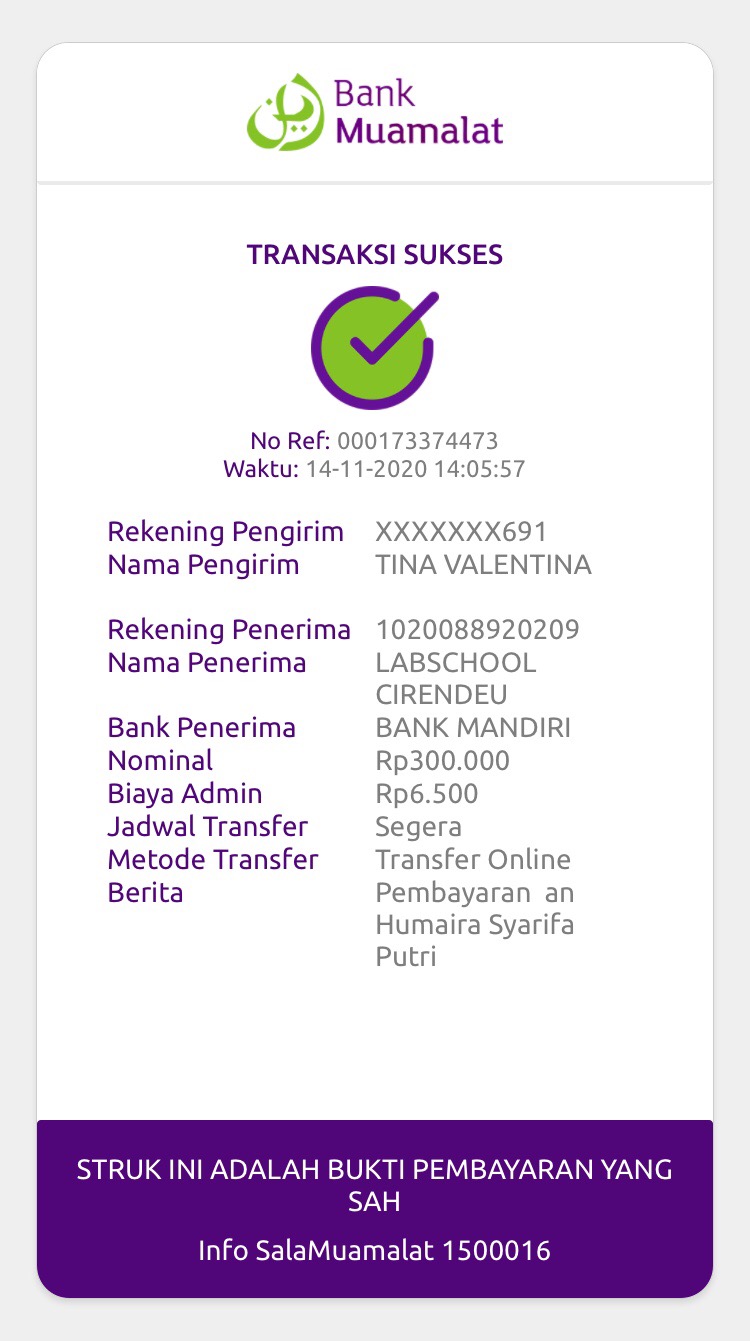 Bank
Muamalat
TRANSAKSI SUKSES
No Ref: 000173374473
Waktu: 14-11-2020 14:05:57
Rekening Pengirim XXXXXXX691
Nama Pengirim TINA VALENTINA
Rekening Penerima 1020088920209
Nama Penerima LABSCHOOL
CIRENDEU
Bank Penerima BANK MANDIRI
Nominal Rp300.000
Biaya Admin Rp6.500
Jadwal Transfer Segera
Metode Transfer Transfer Online
Berita Pembayaran  an
Humaira Syarifa
Putri
STRUK INI ADALAH BUKTI PEMBAYARAN YANG
SAH
Info SalaMuamalat 1500016